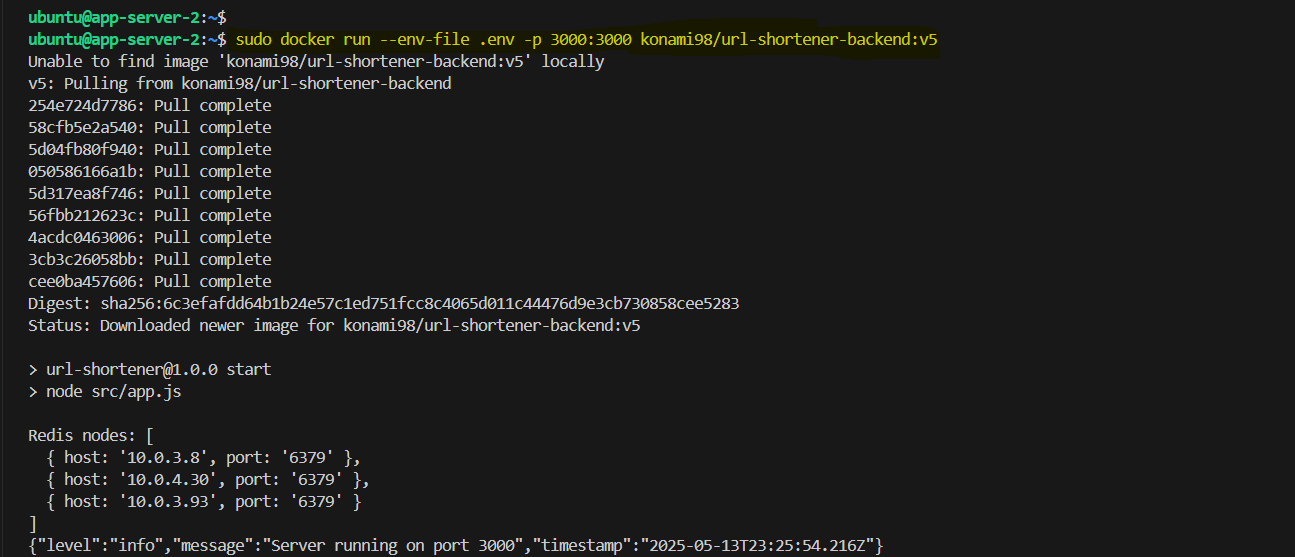 ubuntu@app-server-2:~$
ubuntu@app-server-2:~$ sudo docker run --env-file .env -p 3000:3000 konami98/url-shortener-backend:v5
Unable to find image 'konami98/url-shortener-backend:v5' locally
v5: Pulling from konami98/url-shortener-backend
254e724d7786: Pull complete
58cfb5e2a540: Pull complete
5d04fb80f940: Pull complete
050586166a1b: Pull complete
5d317ea8f746: Pull complete
56fbb212623c: Pull complete
4acdc0463006: Pull complete
3cb3c26058bb: Pull complete
cee0ba457606: Pull complete
Digest: sha256:6c3efafdd64b1b24e57c1ed751fcc8c4065d011c44476d9e3cb730858cee5283
Status: Downloaded newer image for konami98/url-shortener-backend:v5
> url-shortener@1.0.0 start
> node src/app.js
Redis nodes: [
  { host: '10.0.3.8', port: '6379' },
  { host: '10.0.4.30', port: '6379' },
  { host: '10.0.3.93', port: '6379' }
]
{"level":"info","message":"Server running on port 3000","timestamp":"2025-05-13T23:25:54.216Z"}